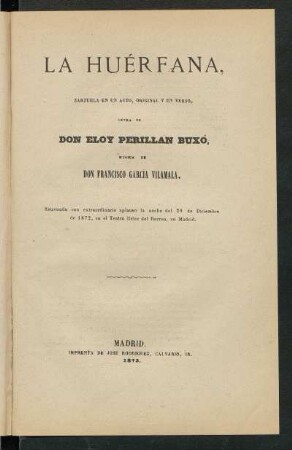 LA HUÉRFANA,
ZARZUELA EN UN ACTO, ORIGINAL Y EN VERSO,
LETRA DE
DON ELOY PERILLAN BUXÓ,
MÚSICA DE
DON FRANCISCO GARCÍA VILAMALA.
Estrenada con extraordinario aplauso la noche del 24 de Diciembre
de 1872, en el Teatro Circo del Recreo, en Madrid.
MADRID.
IMPRENTA DE JOSÉ RODRIGUEZ, CALVARIO, 18.
1873.